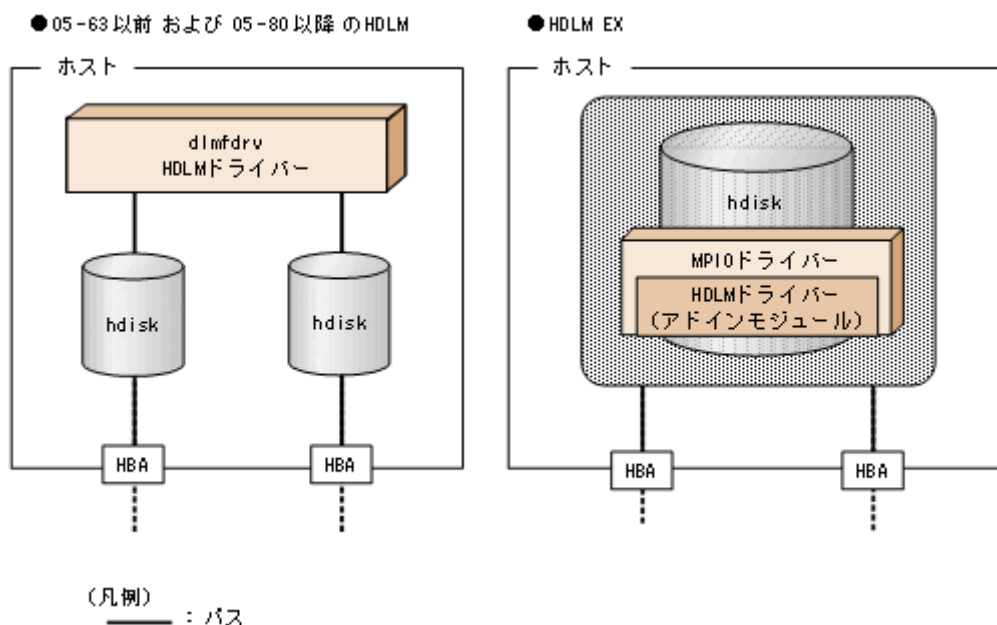 ●05-63以前 および 05-80以降 のHDLM
ホスト
dlmfdrv
HDLMドライバー
hdisk
hdisk
HBA
HBA
●HDLM EX
ホスト
hdisk
MPIOドライバー
HDLMドライバー
(アドインモジュール)
HBA
HBA
(凡例)
:パス